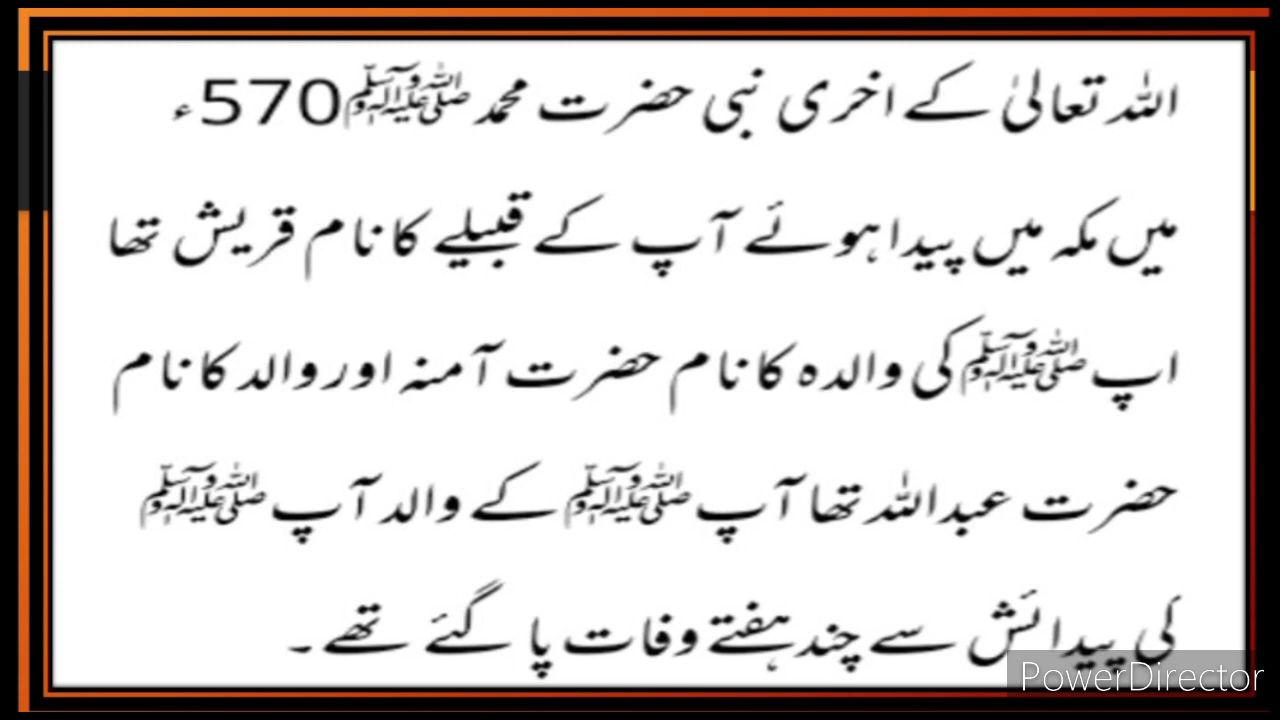 اللہ تعالیٰ کے اخری نبی حضرت محمد ﷺ570ء
میں مکہ میں پیدا ہوئے آپ کے قبیلے کا نام قریش تھا
اپ ﷺ کی والدہ کا نام حضرت آمنہ اور والد کا نام
حضرت عبداللہ تھا آپ ﷺ کے والد آپ ﷺ
کی پیدائش سے چند ہفتے وفات پا گئے تھے۔
PowerDirector